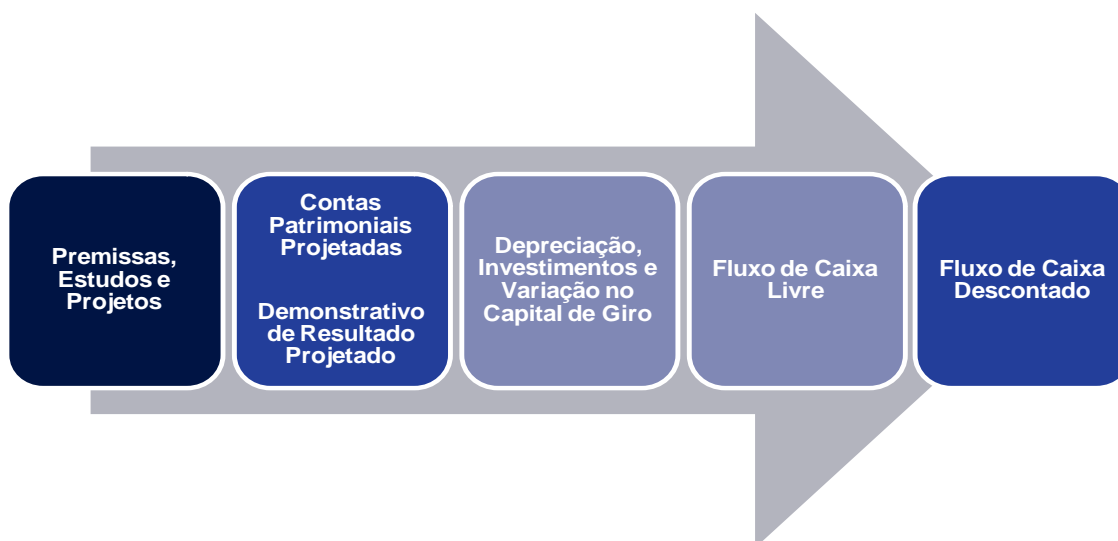 Premissas,
Estudos e
Projetos
Contas
Patrimoniais
Projetadas
Demonstrativo
de Resultado
Projetado
Depreciação,
Investimentos e
Variação no
Capital de Giro
Fluxo de Caixa
Livre
Fluxo de Caixa
Descontado